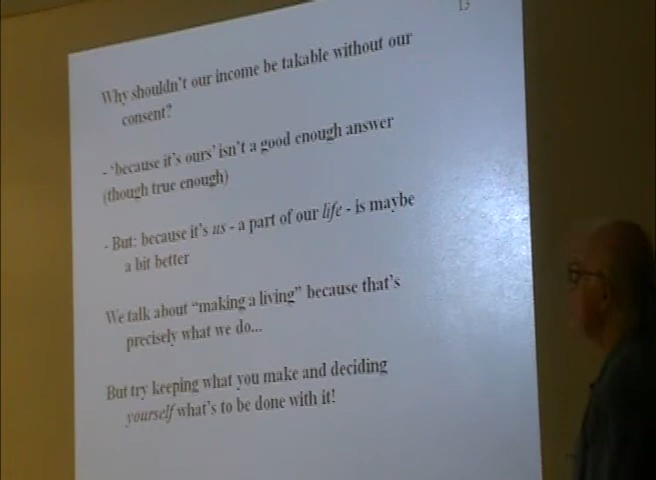 13
Why shouldn't our income be takable without our
consent?
- 'because it's ours' isn't a good enough answer
(though true enough)
- But: because it's us - a part of our life - is maybe
a bit better
We talk about "making a living" because that's
precisely what we do...
But try keeping what you make and deciding
yourself what's to be done with it!